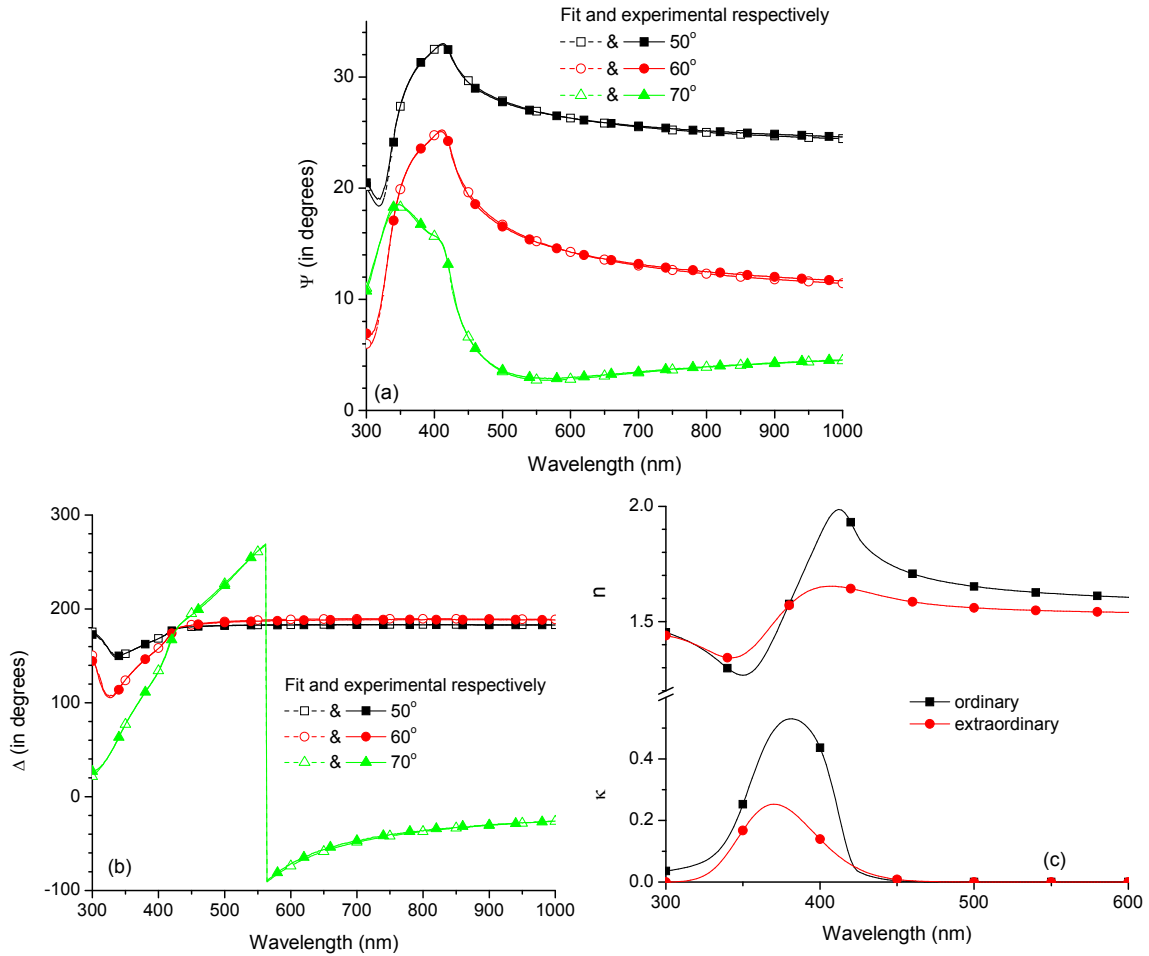 Fit and experimental respectively
& 50°
& 60°
& 70°
30
20
10
0
Ψ (in degrees)
(a)
300 400 500 600 700 800 900 1000
Wavelength (nm)
300
200
100
0
-100
Δ (in degrees)
Fit and experimental respectively
& 50°
& 60°
& 70°
(b)
300 400 500 600 700 800 900 1000
Wavelength (nm)
2.0
1.5
n
ordinary
extraordinary
0.4
0.0
κ
(c)
300 400 500 600
Wavelength (nm)